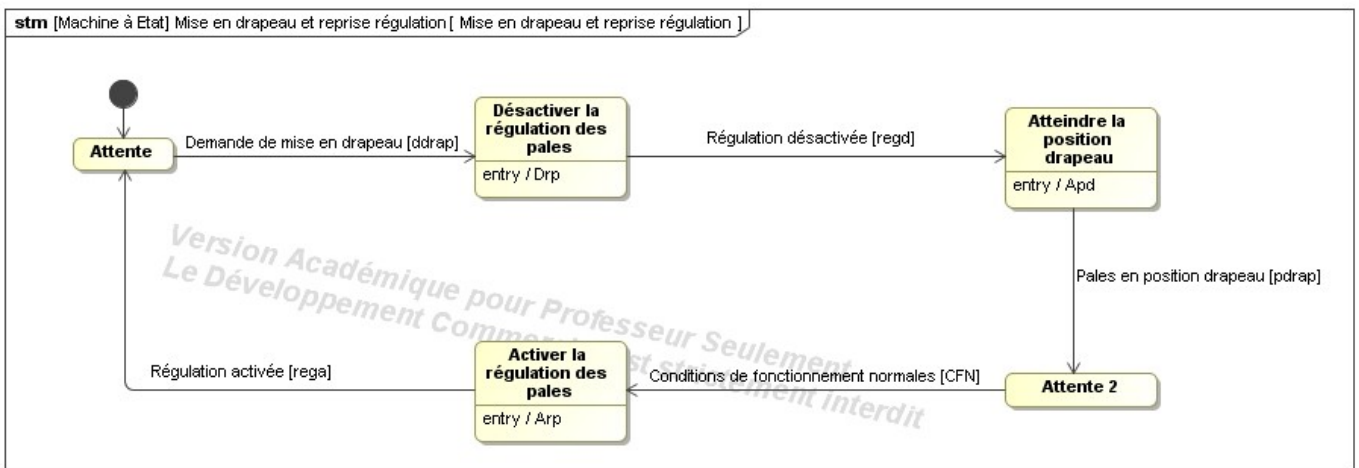 stm [Machine à Etat] Mise en drapeau et reprise régulation [ Mise en drapeau et reprise régulation ]
Attente
Demande de mise en drapeau [ddrap]
Désactiver la
régulation des
pales
entry / Drp
Régulation désactivée [regd]
Atteindre la
position
drapeau
entry / Apd
Pales en position drapeau [pdrap]
Attente 2
Conditions de fonctionnement normales [CFN]
Activer la
régulation des
pales
entry / Arp
Régulation activée [rega]
Version Académique pour Professeur Seulement
Le Développement strictement interdit